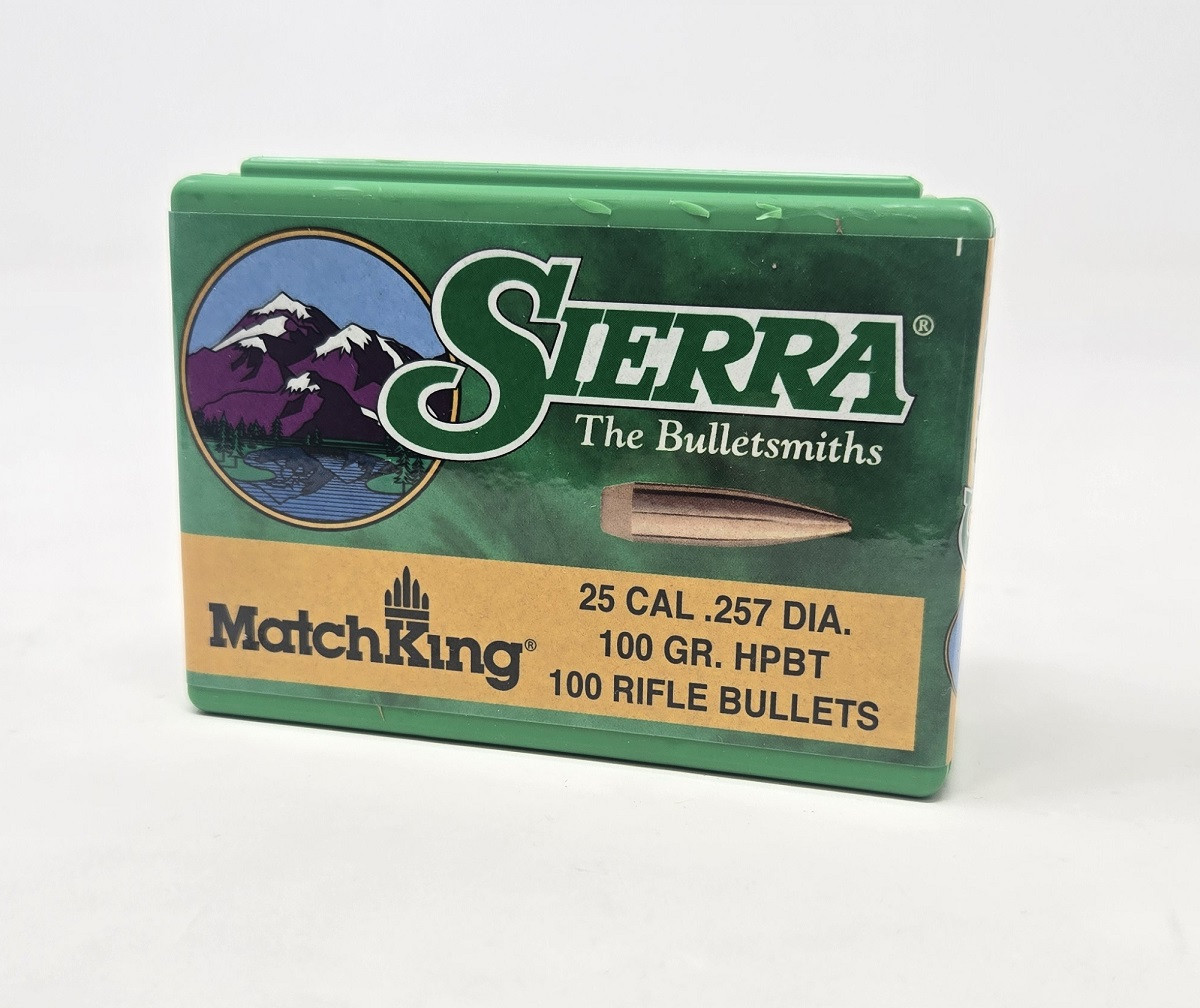 SIERRA®
The Bulletsmiths
MatchKing®
25 CAL .257 DIA.
100 GR. HPBT
100 RIFLE BULLETS